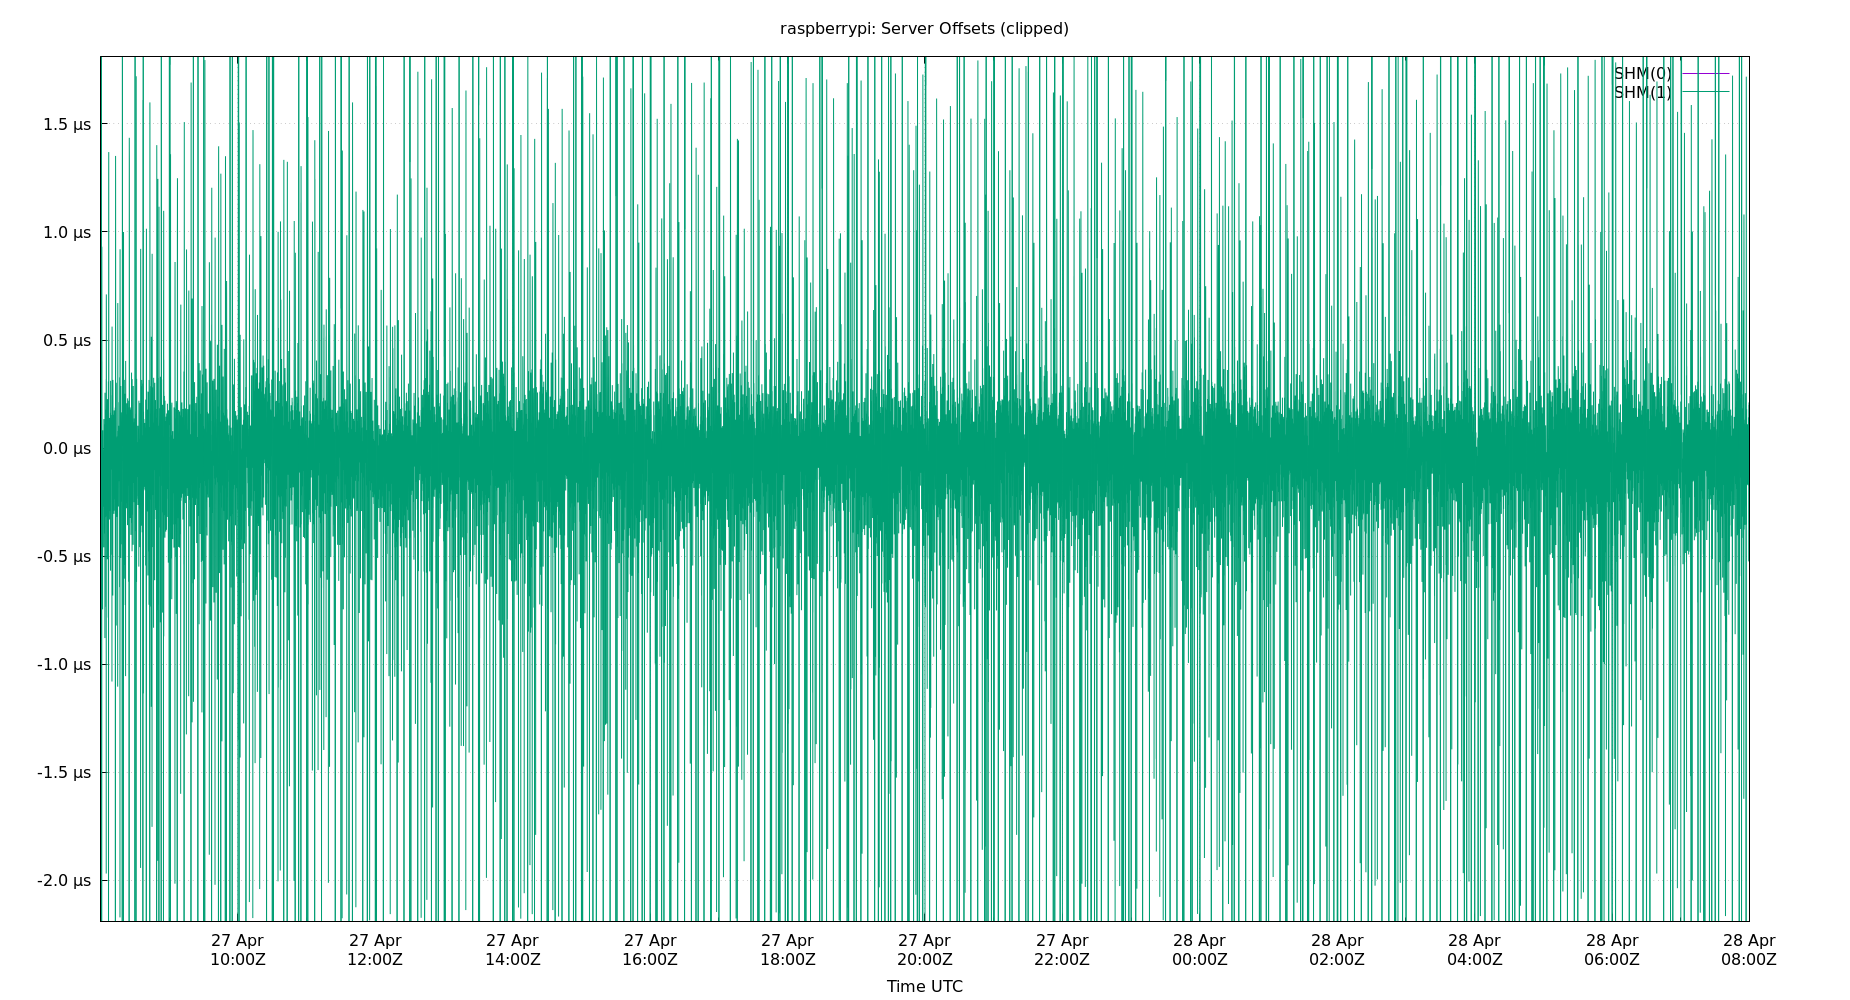 raspberrypi: Server Offsets (clipped)
SHM(0)
SHM(1)
1.5 µs
1.0 µs
0.5 µs
0.0 µs
-0.5 µs
-1.0 µs
-1.5 µs
-2.0 µs
27 Apr 27 Apr 27 Apr 27 Apr 27 Apr 27 Apr 27 Apr 28 Apr 28 Apr 28 Apr 28 Apr 28 Apr
10:00Z 12:00Z 14:00Z 16:00Z 18:00Z 20:00Z 22:00Z 00:00Z 02:00Z 04:00Z 06:00Z 08:00Z
Time UTC